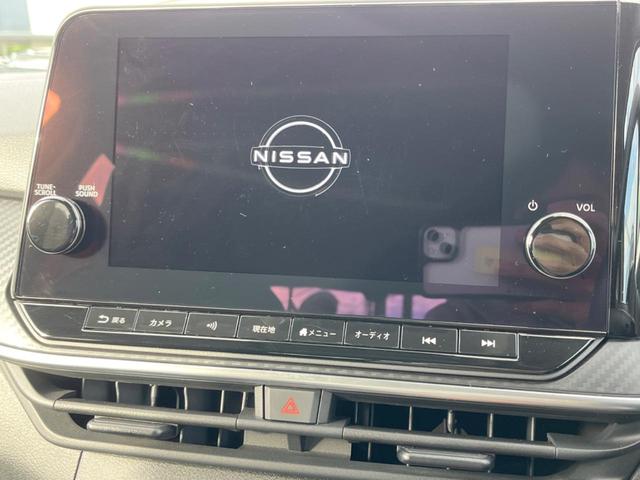 NISSAN
TUNE·
SCROLL
PUSH
SOUND
VOL
戻る
カメラ
現在地
メニュー
オーディオ